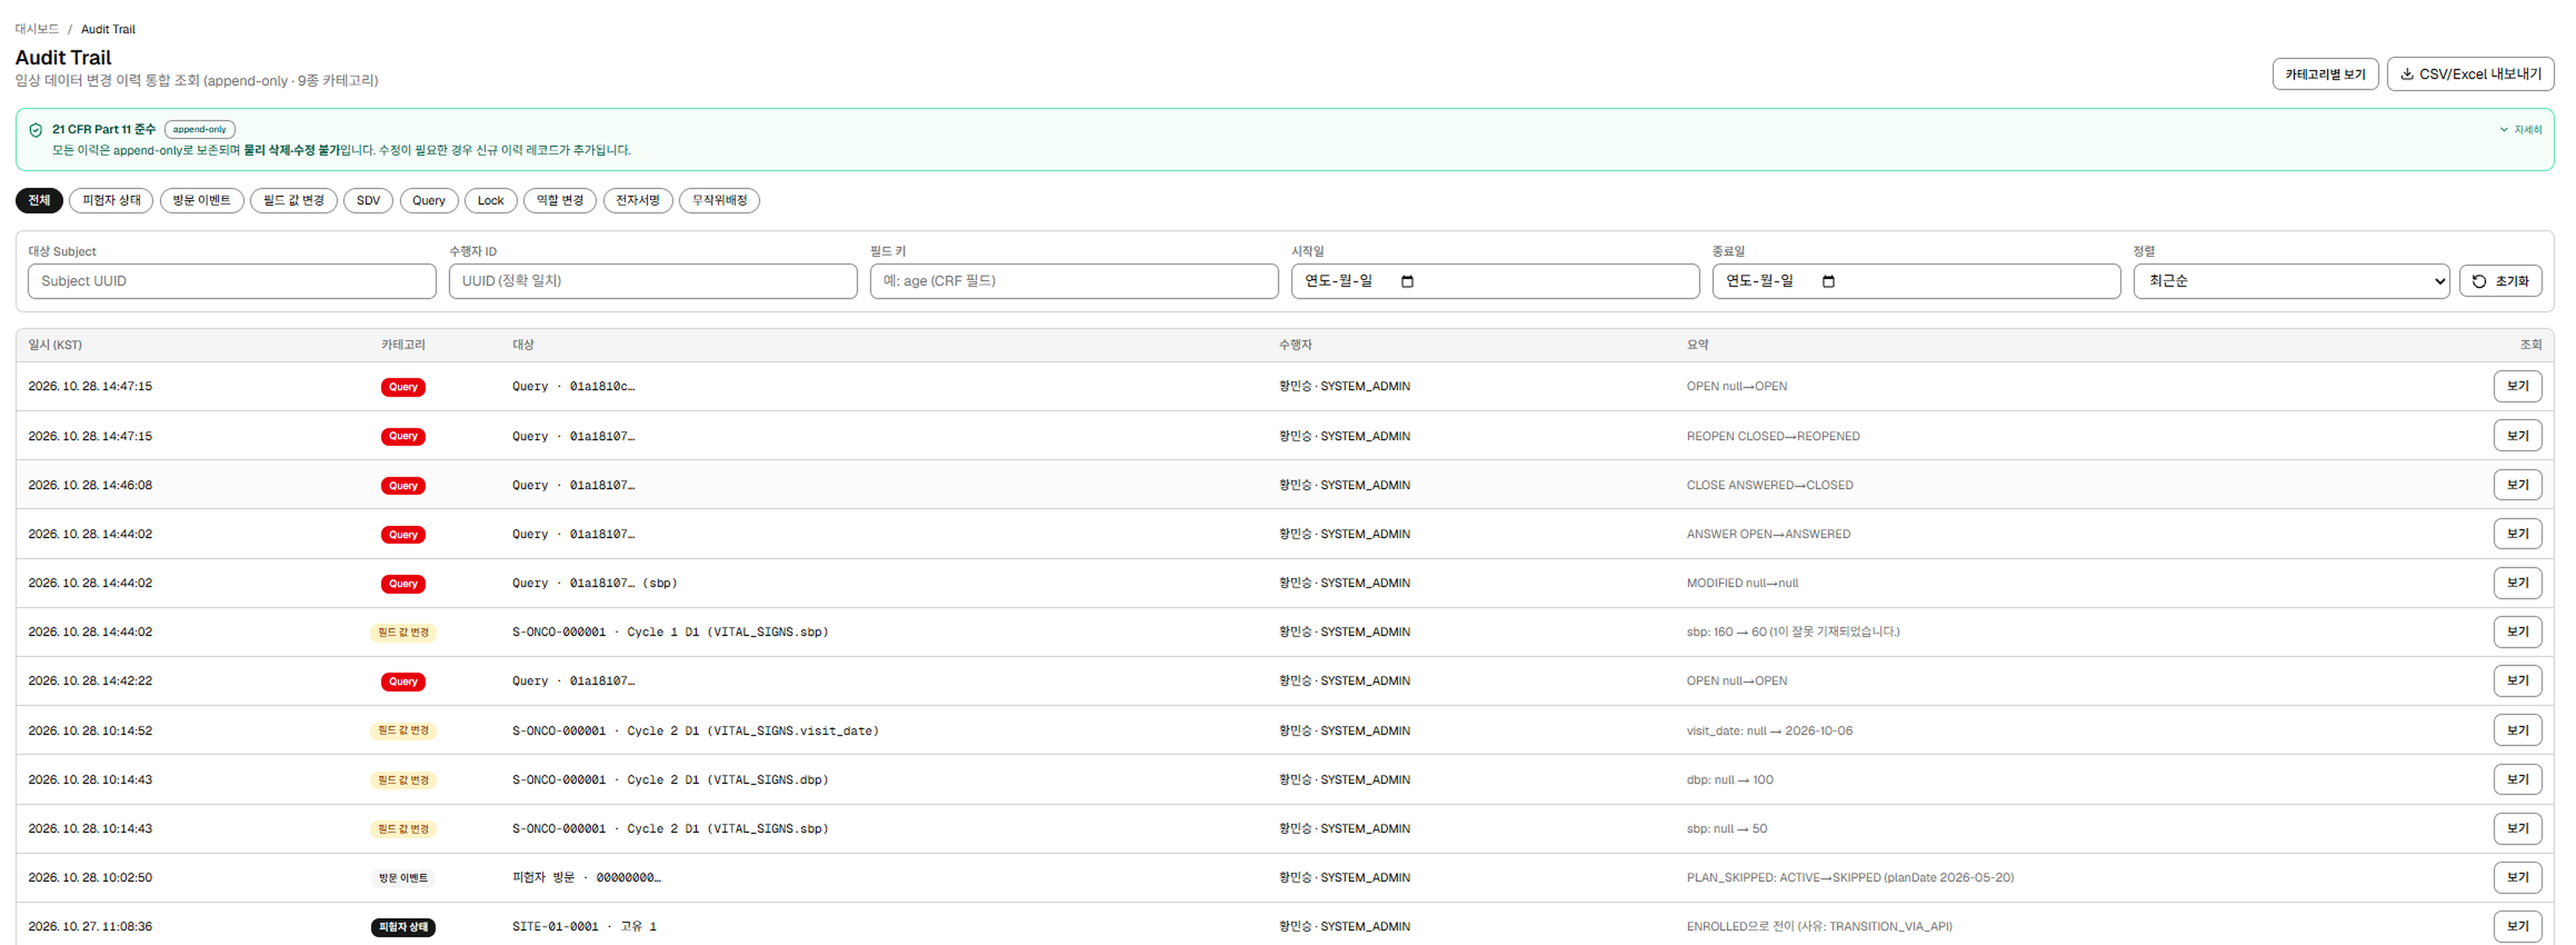 대시보드 / Audit Trail
Audit Trail
임상 데이터 변경 이력 통합 조회 (append-only · 9종 카테고리)
카테고리별 보기 CSV/Excel 내보내기
21 CFR Part 11 준수 append-only 자세히
모든 이력은 append-only로 보존되며 물리 삭제·수정 불가입니다. 수정이 필요한 경우 신규 이력 레코드가 추가됩니다.
전체 피험자 상태 방문 이벤트 필드 값 변경 SDV Query Lock 역할 변경 전자서명 무작위배정
대상 Subject 수행자 ID 필드 키 시작일 종료일 정렬
Subject UUID UUID (정확 일치) 예: age (CRF 필드) 연도-월-일 연도-월-일 최근순 초기화
일시 (KST) 카테고리 대상 수행자 요약 조회
2026. 10. 28. 14:47:15 Query Query · 01a1810c… 황민승 · SYSTEM_ADMIN OPEN null→OPEN 보기
2026. 10. 28. 14:47:15 Query Query · 01a18107… 황민승 · SYSTEM_ADMIN REOPEN CLOSED→REOPENED 보기
2026. 10. 28. 14:46:08 Query Query · 01a18107… 황민승 · SYSTEM_ADMIN CLOSE ANSWERED→CLOSED 보기
2026. 10. 28. 14:44:02 Query Query · 01a18107… 황민승 · SYSTEM_ADMIN ANSWER OPEN→ANSWERED 보기
2026. 10. 28. 14:44:02 Query Query · 01a18107… (sbp) 황민승 · SYSTEM_ADMIN MODIFIED null→null 보기
2026. 10. 28. 14:44:02 필드 값 변경 S-ONCO-000001 · Cycle 1 D1 (VITAL_SIGNS.sbp) 황민승 · SYSTEM_ADMIN sbp: 160 → 60 (1이 잘못 기재되었습니다.) 보기
2026. 10. 28. 14:42:22 Query Query · 01a18107… 황민승 · SYSTEM_ADMIN OPEN null→OPEN 보기
2026. 10. 28. 10:14:52 필드 값 변경 S-ONCO-000001 · Cycle 2 D1 (VITAL_SIGNS.visit_date) 황민승 · SYSTEM_ADMIN visit_date: null → 2026-10-06 보기
2026. 10. 28. 10:14:43 필드 값 변경 S-ONCO-000001 · Cycle 2 D1 (VITAL_SIGNS.dbp) 황민승 · SYSTEM_ADMIN dbp: null → 100 보기
2026. 10. 28. 10:14:43 필드 값 변경 S-ONCO-000001 · Cycle 2 D1 (VITAL_SIGNS.sbp) 황민승 · SYSTEM_ADMIN sbp: null → 50 보기
2026. 10. 28. 10:02:50 방문 이벤트 피험자 방문 · 00000000… 황민승 · SYSTEM_ADMIN PLAN_SKIPPED: ACTIVE→SKIPPED (planDate 2026-05-20) 보기
2026. 10. 27. 11:08:36 피험자 상태 SITE-01-0001 · 고유 1 황민승 · SYSTEM_ADMIN ENROLLED으로 전이 (사유: TRANSITION_VIA_API) 보기